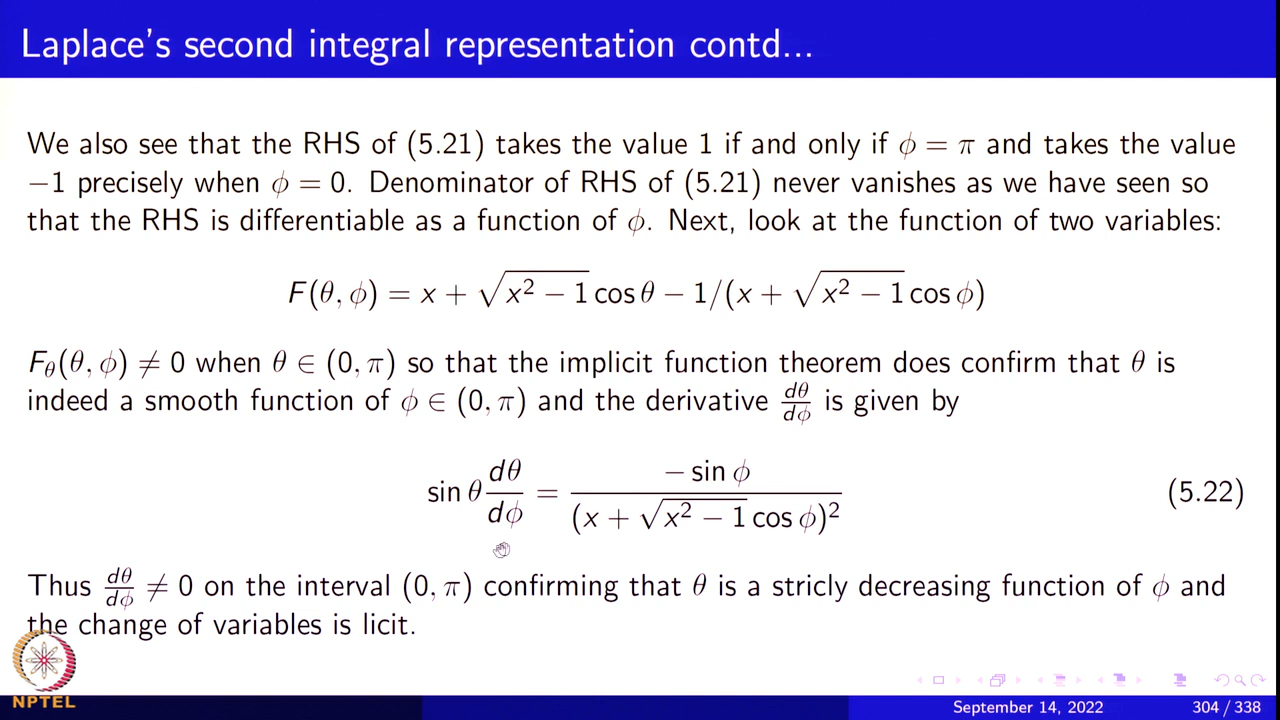 Laplace's second integral representation contd...
We also see that the RHS of (5.21) takes the value 1 if and only if ϕ = π and takes the value
−1 precisely when ϕ = 0. Denominator of RHS of (5.21) never vanishes as we have seen so
that the RHS is differentiable as a function of ϕ. Next, look at the function of two variables:
F(θ, ϕ) = x + √(x² − 1) cos θ − 1/(x + √(x² − 1) cos ϕ)
F_θ(θ, ϕ) ≠ 0 when θ ∈ (0, π) so that the implicit function theorem does confirm that θ is
indeed a smooth function of ϕ ∈ (0, π) and the derivative dθ/dϕ is given by
sin θ dθ/dϕ = − sin ϕ / (x + √(x² − 1) cos ϕ)² (5.22)
Thus dθ/dϕ ≠ 0 on the interval (0, π) confirming that θ is a stricly decreasing function of ϕ and
the change of variables is licit.
NPTEL
September 14, 2022 304 / 338